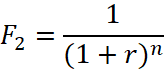 F₂ = 1/(1 + r)ⁿ